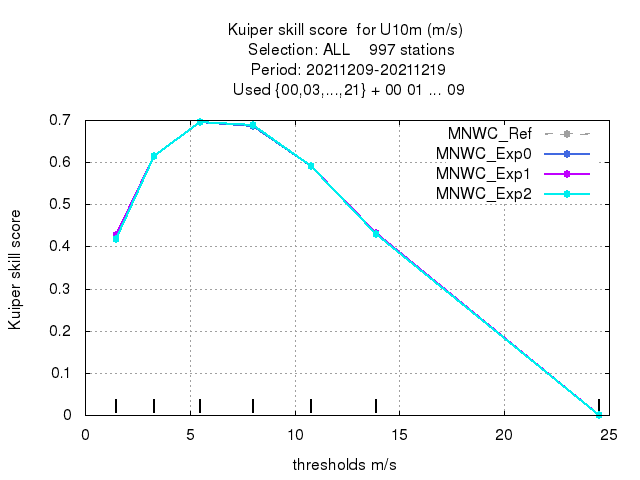 Kuiper skill score  for U10m (m/s)
Selection: ALL    997 stations
Period: 20211209-20211219
Used {00,03,...,21} + 00 01 ... 09
MNWC_Ref
MNWC_Exp0
MNWC_Exp1
MNWC_Exp2
Kuiper skill score
0.7
0.6
0.5
0.4
0.3
0.2
0.1
0
0 5 10 15 20 25
thresholds m/s